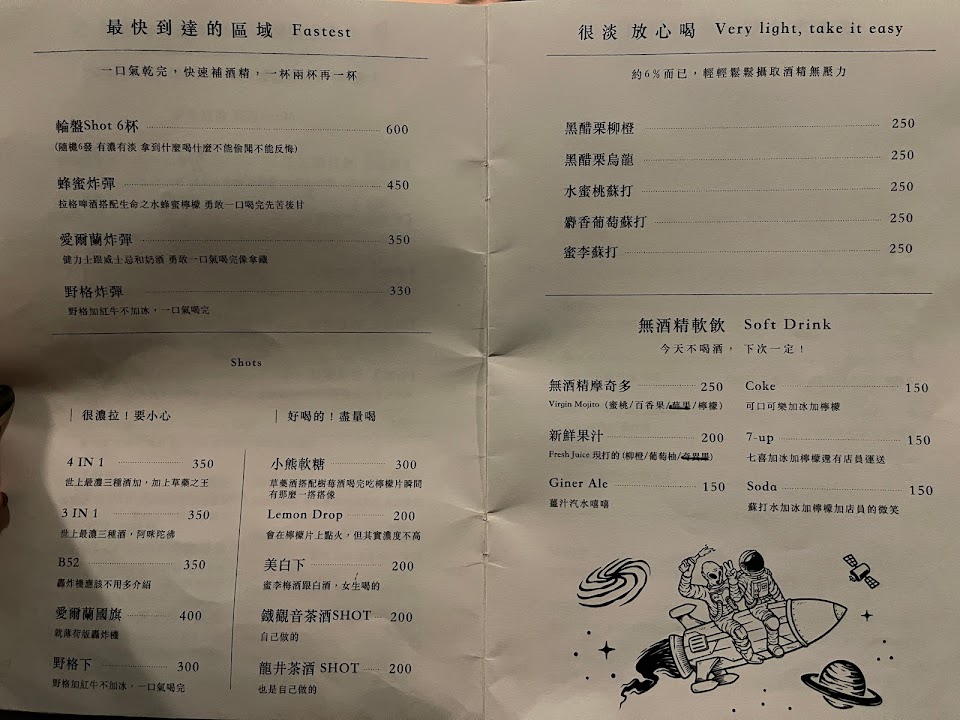 最快到達的區域 Fastest
一口氣乾完，快速補酒精，一杯兩杯再一杯
輪盤Shot 6杯 600
(隨機6發 有濃有淡 拿到什麼喝什麼不能偷聞不能反悔)
蜂蜜炸彈 450
拉格啤酒搭配生命之水蜂蜜檸檬 勇敢一口喝完先苦後甘
愛爾蘭炸彈 350
健力士跟威士忌和奶酒 勇敢一口氣喝完像拿鐵
野格炸彈 330
野格加紅牛不加冰，一口氣喝完
Shots
很濃拉！要小心
4 IN 1 350
世上最濃三種酒加，加上草藥之王
3 IN 1 350
世上最濃三種酒，阿咪陀佛
B52 350
轟炸機應該不用多介紹
愛爾蘭國旗 400
就薄荷版轟炸機
野格下 300
野格加紅牛不加冰，一口氣喝完
好喝的！盡量喝
小熊軟糖 300
草藥酒搭配樹莓酒喝完吃檸檬片瞬間
有那麼一搭搭像
Lemon Drop 200
會在檸檬片上點火，但其實濃度不高
美白下 200
蜜李梅酒跟白酒，女生喝的
鐵觀音茶酒SHOT 200
自己做的
龍井茶酒 SHOT 200
也是自己做的
很淡 放心喝 Very light, take it easy
約6%而已，輕輕鬆鬆攝取酒精無壓力
黑醋栗柳橙 250
黑醋栗烏龍 250
水蜜桃蘇打 250
麝香葡萄蘇打 250
蜜李蘇打 250
無酒精軟飲 Soft Drink
今天不喝酒，下次一定！
無酒精摩奇多 250
Virgin Mojito (蜜桃/百香果/蘋果/檸檬)
新鮮果汁 200
Fresh Juice 現打的 (柳橙/葡萄柚/奇異果)
Giner Ale 150
薑汁汽水嘻嘻
Coke 150
可口可樂加冰加檸檬
7-up 150
七喜加冰加檸檬還有店員運送
Soda 150
蘇打水加冰加檸檬加店員的微笑